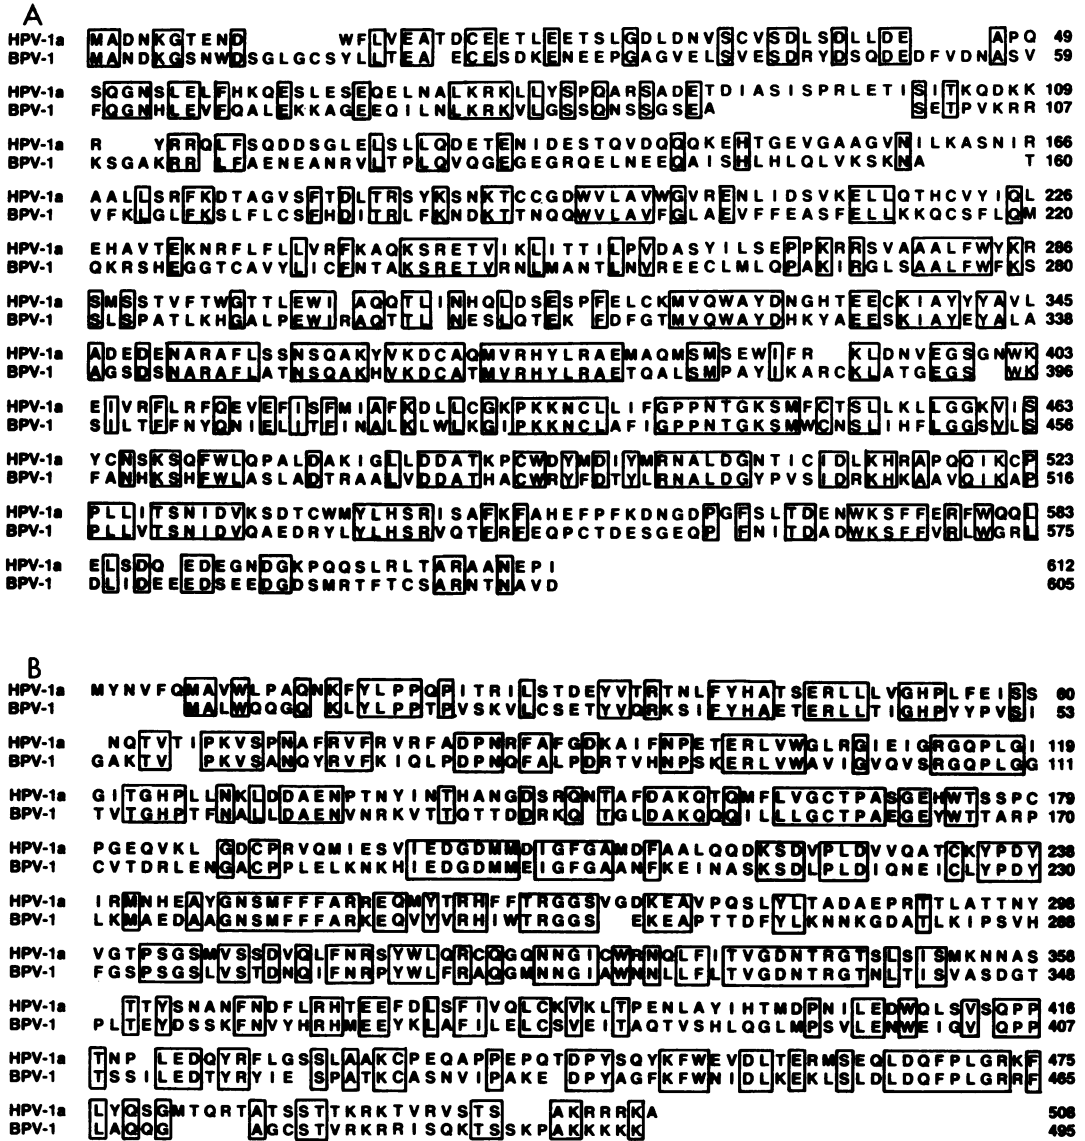 A
HPV-1a MADNKGTENDWFLVEATDCEETLEETSLGDLDNVSCVSDLSDLLDEAPQ 49
BPV-1 MANDKGSNWDSGLGCSYLLTEAECESDKENEEPGAGVELSVESDRYDSQDEDFVDNASV 59
HPV-1a SQGNSLELFHKQESLESEQELNALKRKLLYSPQARSADETDIASISPRLETISITKQDKK 109
BPV-1 FQGNHLEVFQALEKKAGEEQILNLKRKVLGSSQNSSGSEASETPVKRR 107
HPV-1a RYRRQLFSQDDSGLELSLLQDETENIDESTQVDQQQKEHTGEVGAAGVNILKASNIR 166
BPV-1 KSGAKRRLFAENEANRVLTPLQVQGEGEGRQELNEEQAISHLHLQLVKSKNAT 160
HPV-1a AALLSRFKDTAGVSFTDLTRSYKSNKTCCGDWVLAVWGVRENLIDSVKELLQTHCVYIQL 226
BPV-1 VFKLGLFKSLFLCSFHDITRLFKNDKTTNQQWVLAVFGLAEVFFEASFELLKKQCSFLQM 220
HPV-1a EHAVTEKNRFLFLLVRFKAQKSRETVIKLITTILPVDASYILSEPPKRRSVAAALFWYKR 286
BPV-1 QKRSHEGGTCAVYLICFNTAKSRETVRNLMANTLNVREECLMLQPAKIRGLSAALFWFKS 280
HPV-1a SMSSTVFTWGTTLEWIAQQTLINHQLDSESPFELCKMVQWAYDNGHTEECKIAYYYAVL 345
BPV-1 SLSPATLKHGALPEWIRAQTTLNESLQTEKFDFGTMVQWAYDHKYAEESKIAYEYALA 338
HPV-1a ADEDENARAFLSSNSQAKYVKDCAQMVRHYLRAEMAQMSMSEWIFRKLDNVEGSGNWK 403
BPV-1 AGSDSNARAFLATNSQAKHVKDCATMVRHYLRAETQALSMPAYIKARCKLATGEGSWK 396
HPV-1a EIVRFLRFQEVEFISFMIAFKDLLCGKPKKNCLLIFGPPNTGKSMFCTSLLKLLGGKVIS 463
BPV-1 SILTFFNYQNIELITFINALKLWLKGIPKKNCLAFIGPPNTGKSMWCNSLIHFLGGSVLS 456
HPV-1a YCNSKSQFWLQPALDAKIGLLDDATKPCWDYMDIYMRNALDGNTICIDLKHRAPQQIKCP 523
BPV-1 FANHKSHFWLASLADTRAALVDDATHACWRYFDTYLRNALDGYPVSIDRKHKAAVQIKAP 516
HPV-1a PLLITSNIDVKSDTCWMYLHSRISAFKFAHEFPFKDNGDPGFSLTDENWKSFFERFWQQL 583
BPV-1 PLLVTSNIDVQAEDRYLYLHSRVQTFRFEQPCTDESGEQPFNITDADWKSFFVRLWGRL 575
HPV-1a ELSDQEDEGNDGKPQQSLRLTARAANEPI 612
BPV-1 DLIDEEEDSEEDGDSMRTFTCSARNTNAVD 605
B
HPV-1a MYNVFQMAVWLPAQNKFYLPPQPITRILSTDEYVTRTNLFYHATSERLLLVGHPLFEISS 60
BPV-1 MALWQQGQKLYLPPTPVSKVLCSETYVQRKSIFYHAETERLLTIGHPYYPVSI 53
HPV-1a NQTVTIPKVSPNAFRVFRVRFADPNRFAFGDKAIFNPETERLVWGLRGIEIGRGQPLGI 119
BPV-1 GAKTVPKVSANQYRVFKIQLPDPNQFALPDRTVHNPSKERLVWAVIGVQVSRGQPLGG 111
HPV-1a GITGHPLLNKLDDAENPTNYINTHANGDSRQNTAFDAKQTQMFLVGCTPASGEHWTSSPC 179
BPV-1 TVTGHPTFNALLDAENVNRKVTTQTTDDRKQTGLDAKQQQILLLGCTPAEGEYWTTARP 170
HPV-1a PGEQVKLGDCPRVQMIESVIEDGDMMDIGFGAMDFAALQQDKSDVPLDVVQATCKYPDY 238
BPV-1 CVTDRLENGACPPLELKNKHIEDGDMMEIGFGAANFKEINASKSDLPLDIQNEICLYPDY 230
HPV-1a IRMNHEAYGNSMFFFARREQMYTRHFFTRGGSVGDKEAVPQSLYLTADAEPRTTLATTNY 298
BPV-1 LKMAEDAAGNSMFFFARKEQVYVRHIWTRGGSEKEAPTTDFYLKNNKGDATLKIPSVH 288
HPV-1a VGTPSGSMVSSDVQLFNRSYWLQRCQGQNNGICWRNQLFITVGDNTRGTSLSISMKNNAS 358
BPV-1 FGSPSGSLVSTDNQIFNRPYWLFRAQGMNNGIAWNNLLFLTVGDNTRGTNLTISVASDGT 348
HPV-1a TTYSNANFNDFLRHTEEFDLSFIVQLCKVKLTPENLAYIHTMDPNILEDWQLSVSQPP 416
BPV-1 PLTEYDSSKFNVYHRHMEEYKLAFILELCSVEITAQTVSHLQGLMPSVLENWEIGVQPP 407
HPV-1a TNPLEDQYRFLGSSLAAKCPEQAPPEPQTDPYSQYKFWEVDLTERMSEQLDQFPLGRKF 475
BPV-1 TSSILEDTYRYIESPATKCASNVIPAKEDPYAGFKFWNIDLKEKLSLDLDQFPLGRRF 465
HPV-1a LYQSGMTQRTATSSTTKRKTVRVSTSAKRRRKA 508
BPV-1 LAQQGAGCSTVRKRRISQKTSSKPAKKKKK 495